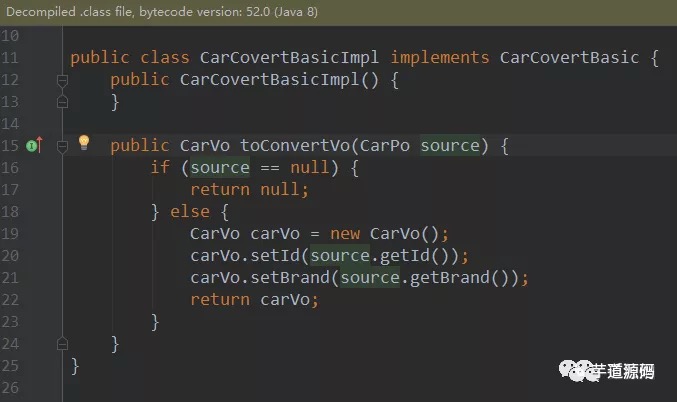 Decompiled .class file, bytecode version: 52.0 (Java 8)
10
11 public class CarCovertBasicImpl implements CarCovertBasic {
12     public CarCovertBasicImpl() {
13     }
14
15     public CarVo toConvertVo(CarPo source) {
16         if (source == null) {
17             return null;
18         } else {
19             CarVo carVo = new CarVo();
20             carVo.setId(source.getId());
21             carVo.setBrand(source.getBrand());
22             return carVo;
23         }
24     }
25 }
26
芋道源码